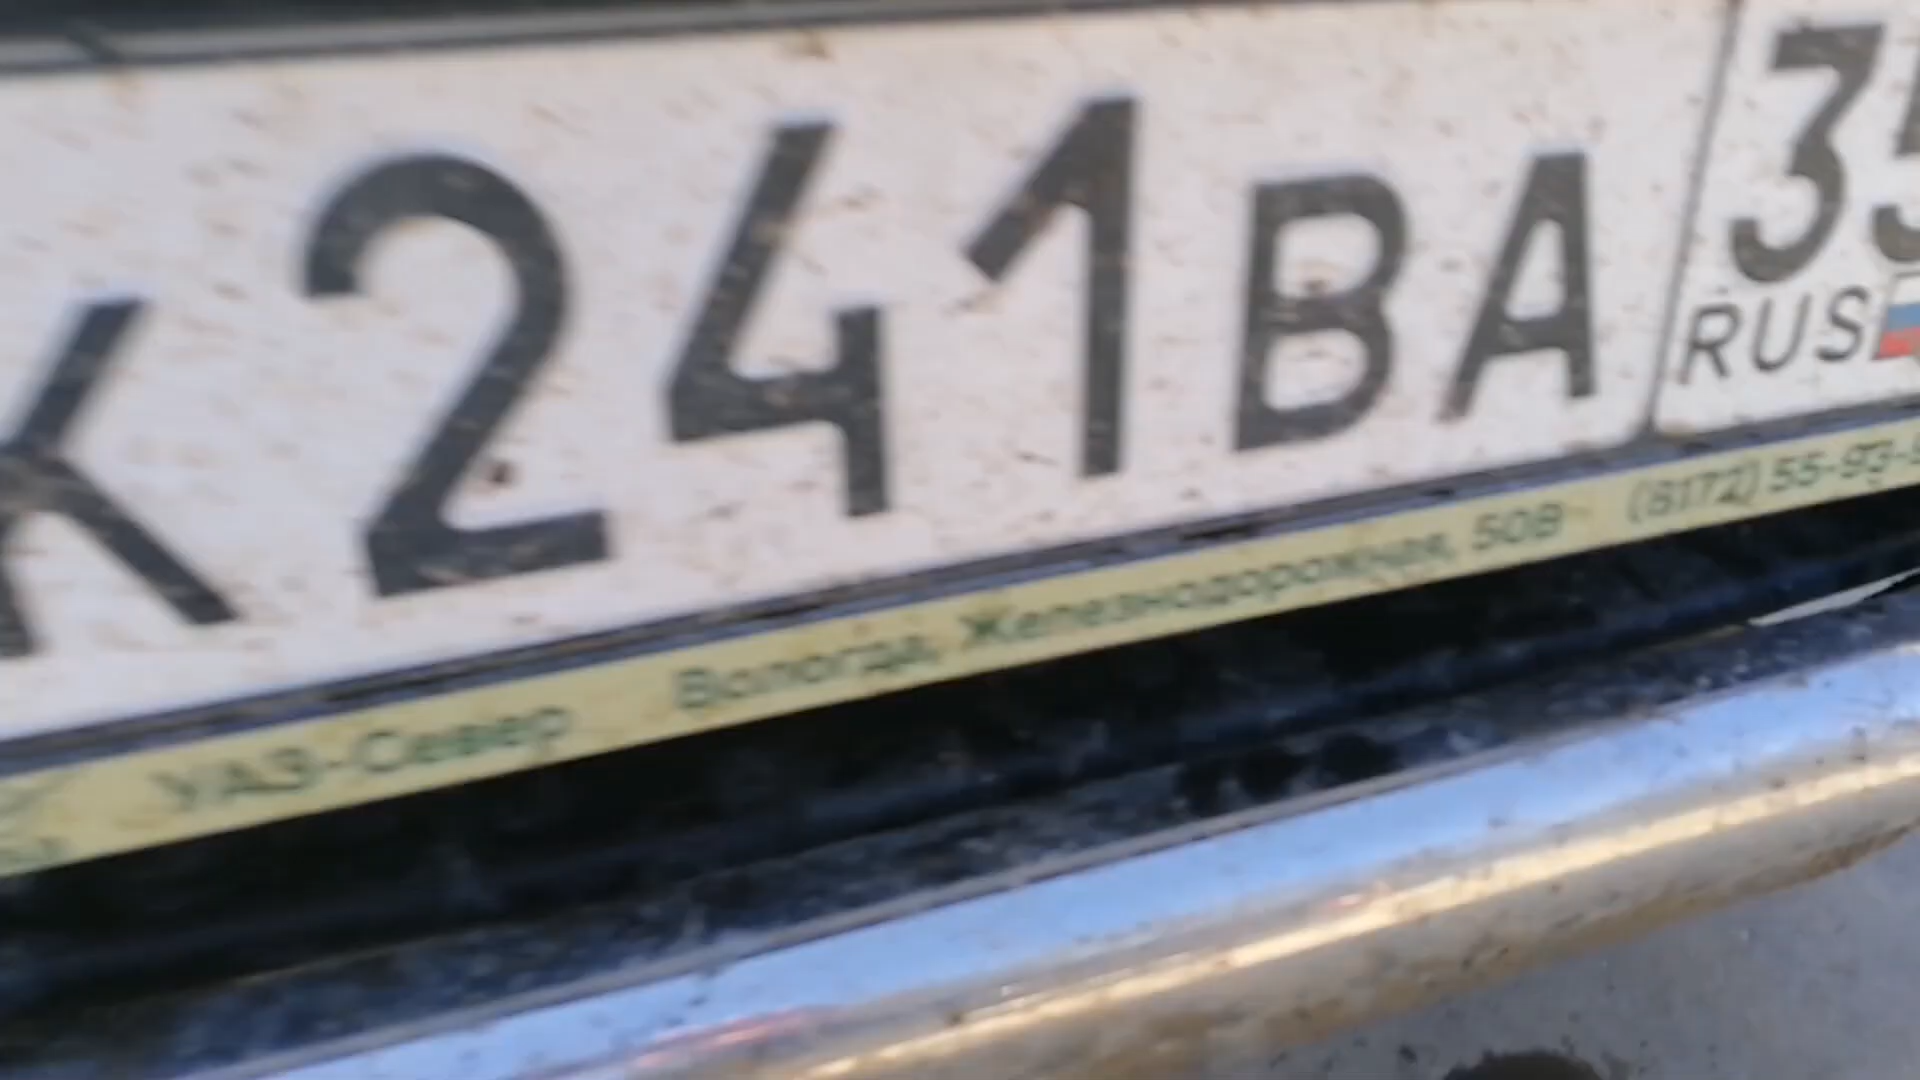 К241ВА 35
RUS
УАЗ-Север Вологда, Железнодорожная, 50В (8172) 55-93-